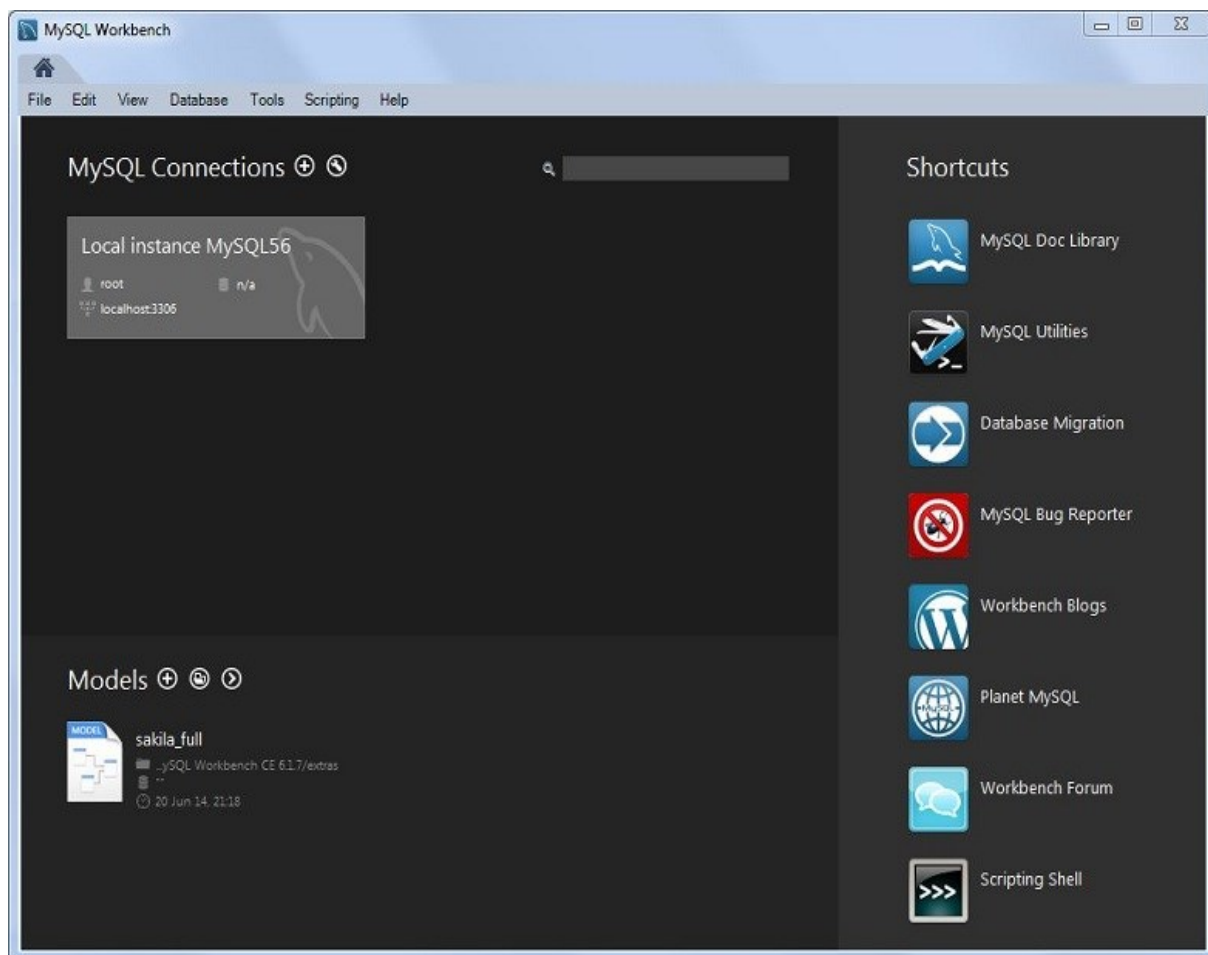 MySQL Workbench
File Edit View Database Tools Scripting Help
MySQL Connections
Local instance MySQL56
root n/a
localhost:3306
Models
MODEL
sakila_full
..ySQL Workbench CE 6.1.7/extras
--
20 Jun 14, 21:18
Shortcuts
MySQL Doc Library
MySQL Utilities
>_
Database Migration
MySQL Bug Reporter
W
Workbench Blogs
MySQL
Planet MySQL
Workbench Forum
>>>
Scripting Shell